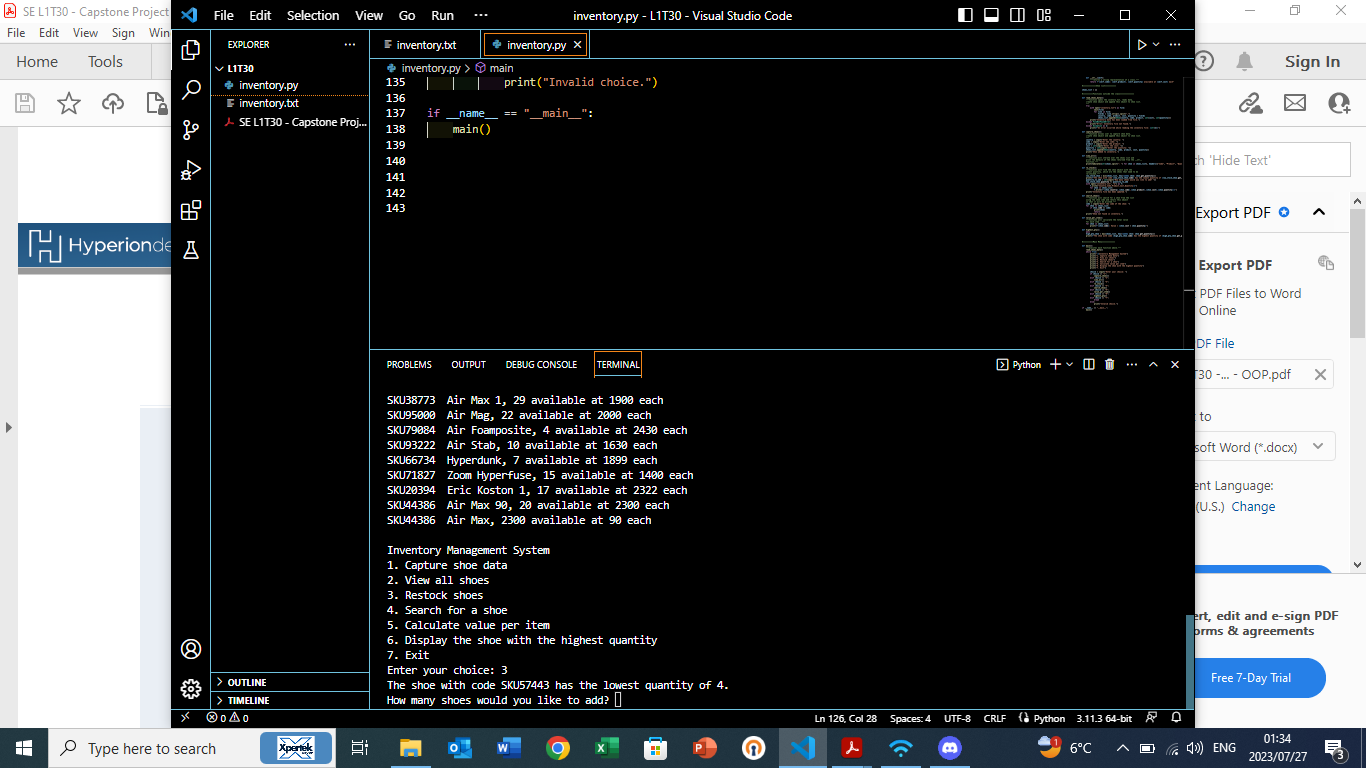 SE L1T30 - Capstone Project
File Edit View Sign Win
Home Tools
Hyperionde
File Edit Selection View Go Run ···
inventory.py - L1T30 - Visual Studio Code
EXPLORER
L1T30
inventory.py
inventory.txt
SE L1T30 - Capstone Proj...
OUTLINE
TIMELINE
inventory.txt
inventory.py
inventory.py > main
135 print("Invalid choice.")
136
137 if __name__ == "__main__":
138 main()
139
140
141
142
143
PROBLEMS OUTPUT DEBUG CONSOLE TERMINAL
Python
SKU38773 Air Max 1, 29 available at 1900 each
SKU95000 Air Mag, 22 available at 2000 each
SKU79084 Air Foamposite, 4 available at 2430 each
SKU93222 Air Stab, 10 available at 1630 each
SKU66734 Hyperdunk, 7 available at 1899 each
SKU71827 Zoom Hyperfuse, 15 available at 1400 each
SKU20394 Eric Koston 1, 17 available at 2322 each
SKU44386 Air Max 90, 20 available at 2300 each
SKU44386 Air Max, 2300 available at 90 each
Inventory Management System
1. Capture shoe data
2. View all shoes
3. Restock shoes
4. Search for a shoe
5. Calculate value per item
6. Display the shoe with the highest quantity
7. Exit
Enter your choice: 3
The shoe with code SKU57443 has the lowest quantity of 4.
How many shoes would you like to add?
0 0
Ln 126, Col 28 Spaces: 4 UTF-8 CRLF Python 3.11.3 64-bit
Sign In
ch 'Hide Text'
Export PDF
Export PDF
PDF Files to Word
Online
DF File
T30 -... - OOP.pdf
to
soft Word (*.docx)
ent Language:
(U.S.) Change
ert, edit and e-sign PDF
orms & agreements
Free 7-Day Trial
Type here to search
Xpertek
1
6°C
ENG
01:34
2023/07/27
3